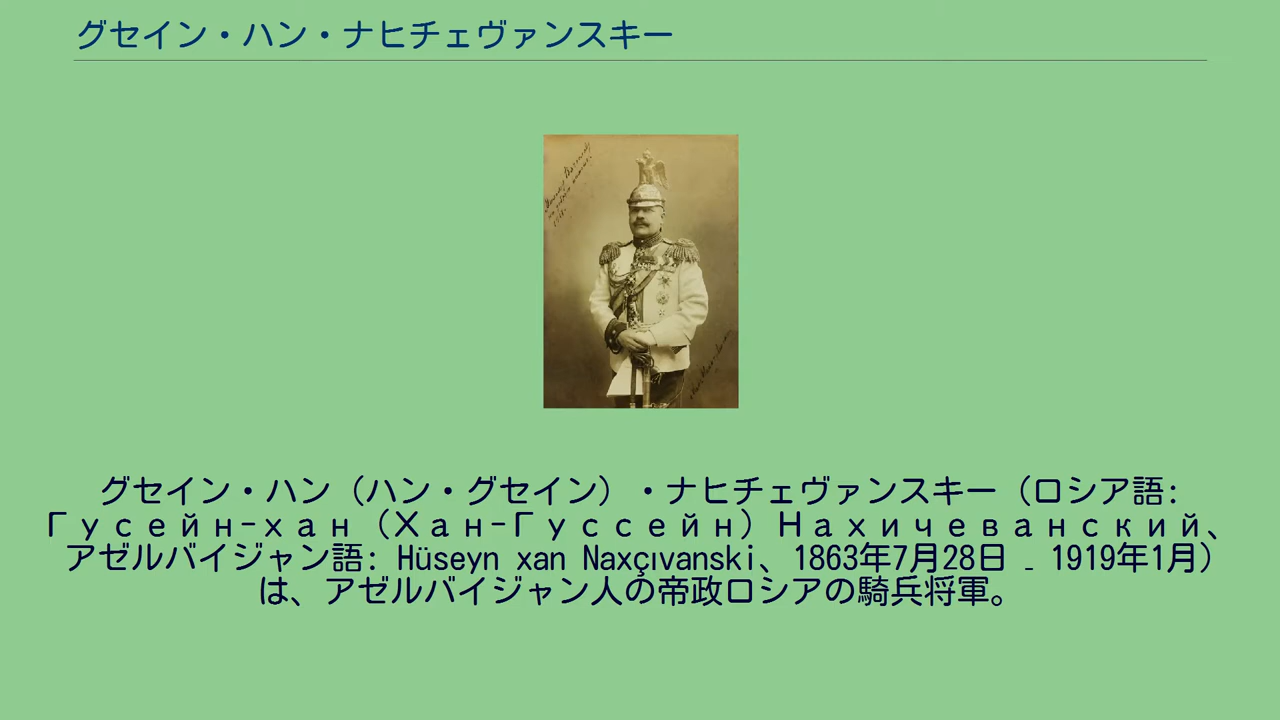 グセイン・ハン・ナヒチェヴァンスキー
グセイン・ハン（ハン・グセイン）・ナヒチェヴァンスキー（ロシア語:
Гусейн-хан（Хан-Гуссейн）Нахичеванский、
アゼルバイジャン語: Hüseyn xan Naxçıvanski、1863年7月28日 ‐ 1919年1月）
は、アゼルバイジャン人の帝政ロシアの騎兵将軍。